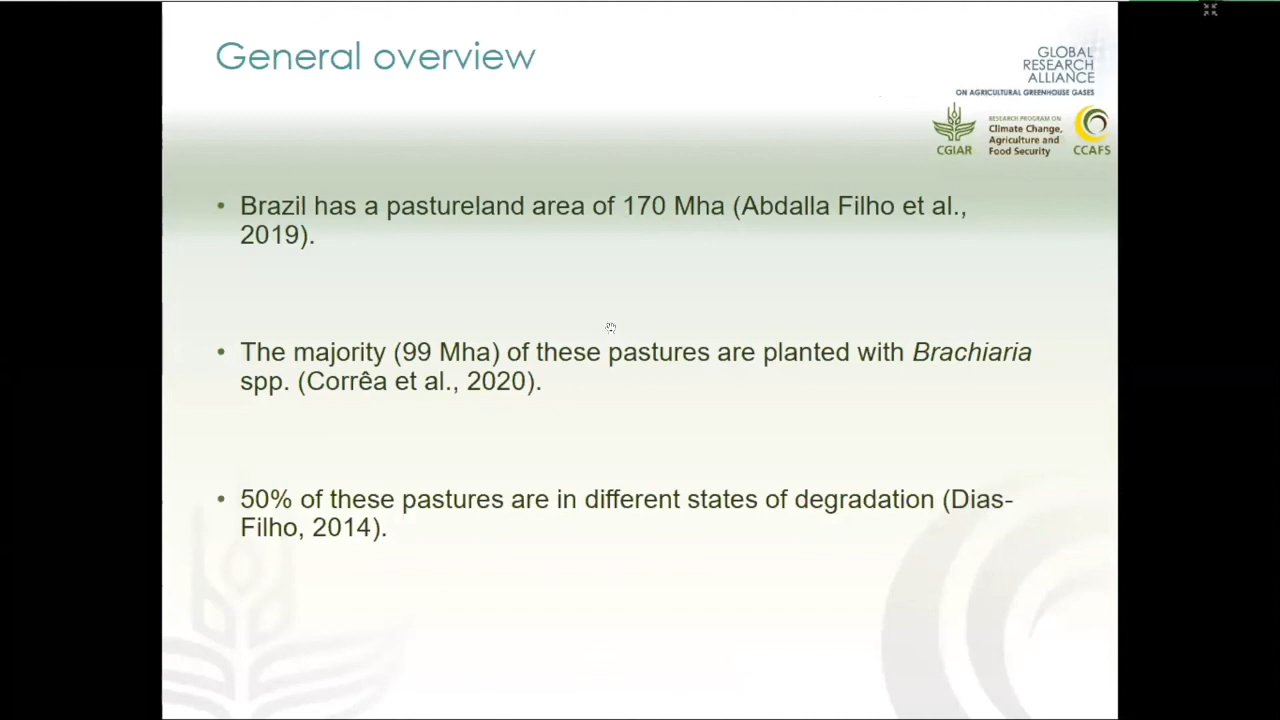 General overview
GLOBAL
RESEARCH
ALLIANCE
ON AGRICULTURAL GREENHOUSE GASES
CGIAR
RESEARCH PROGRAM ON
Climate Change,
Agriculture and
Food Security
CCAFS
• Brazil has a pastureland area of 170 Mha (Abdalla Filho et al.,
2019).
• The majority (99 Mha) of these pastures are planted with Brachiaria
spp. (Corrêa et al., 2020).
• 50% of these pastures are in different states of degradation (Dias-
Filho, 2014).